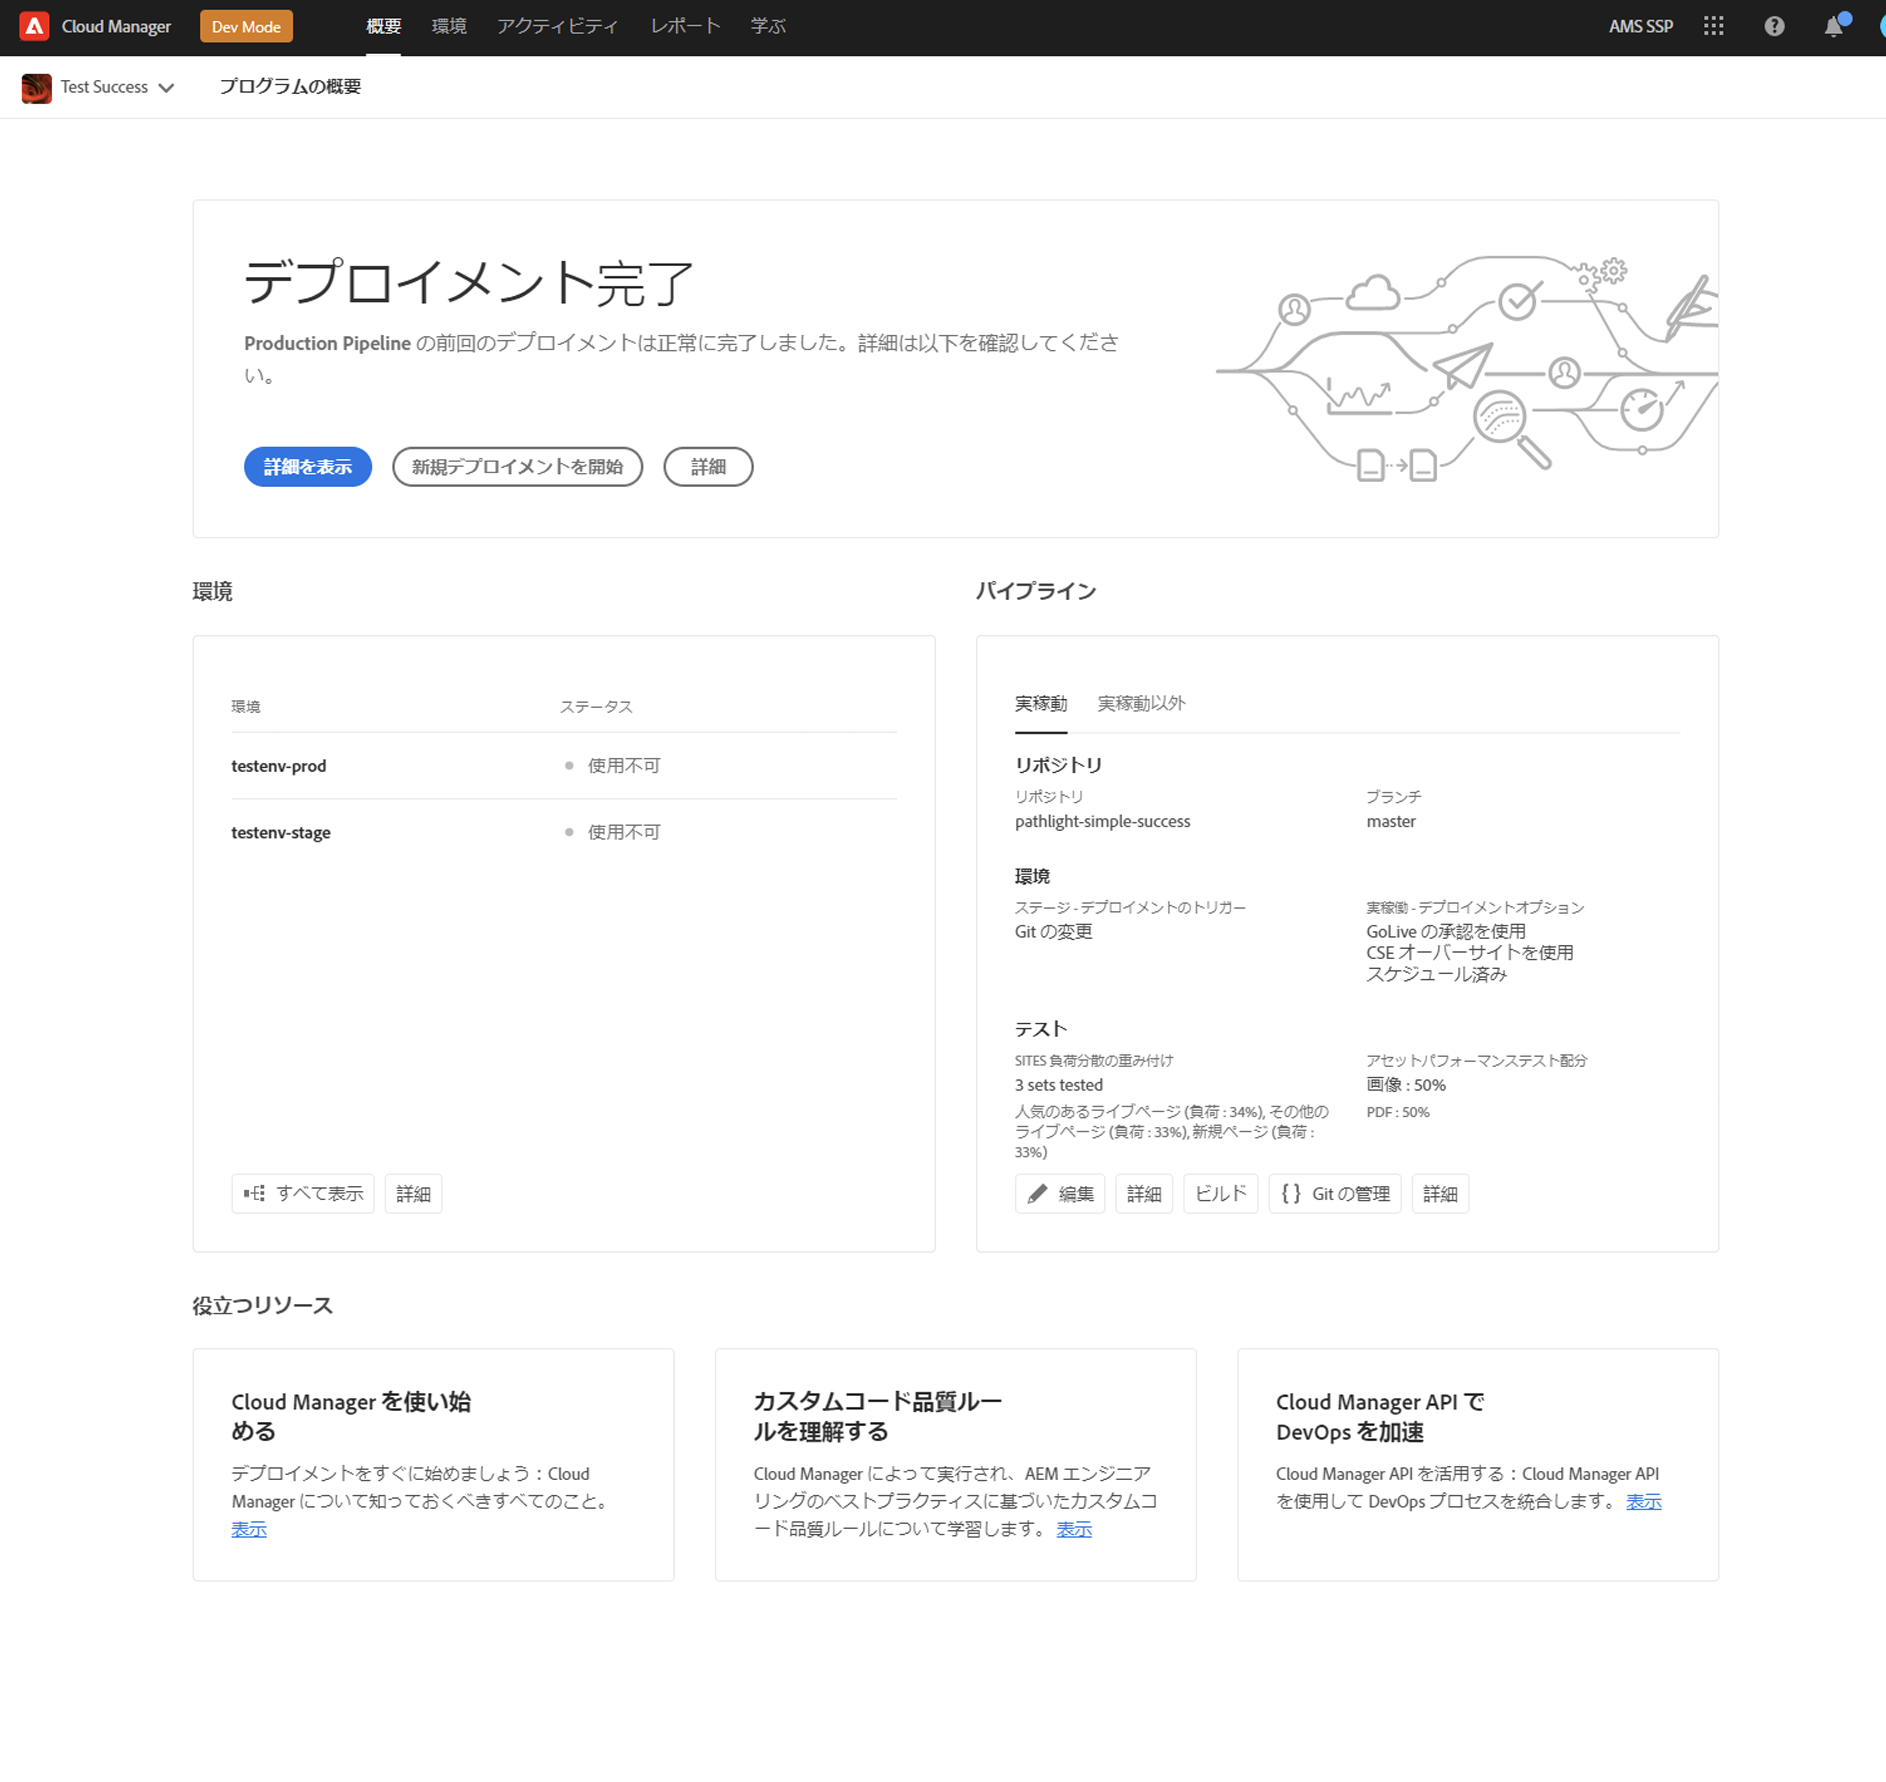 Cloud Manager
Dev Mode
概要
環境
アクティビティ
レポート
学ぶ
AMS SSP
Test Success
プログラムの概要
デプロイメント完了
Production Pipeline の前回のデプロイメントは正常に完了しました。詳細は以下を確認してくださ
い。
詳細を表示
新規デプロイメントを開始
詳細
環境
環境
ステータス
testenv-prod
使用不可
testenv-stage
使用不可
すべて表示
詳細
パイプライン
実稼動
実稼動以外
リポジトリ
リポジトリ
ブランチ
pathlight-simple-success
master
環境
ステージ - デプロイメントのトリガー
実稼働 - デプロイメントオプション
Git の変更
GoLive の承認を使用
CSE オーバーサイトを使用
スケジュール済み
テスト
SITES 負荷分散の重み付け
アセットパフォーマンステスト配分
3 sets tested
画像 : 50%
人気のあるライブページ (負荷 : 34%), その他の
ライブページ (負荷 : 33%), 新規ページ (負荷 :
33%)
PDF : 50%
編集
詳細
ビルド
Git の管理
詳細
役立つリソース
Cloud Manager を使い始
める
デプロイメントをすぐに始めましょう：Cloud
Manager について知っておくべきすべてのこと。
表示
カスタムコード品質ルー
ルを理解する
Cloud Manager によって実行され、AEM エンジニア
リングのベストプラクティスに基づいたカスタムコ
ード品質ルールについて学習します。 表示
Cloud Manager API で
DevOps を加速
Cloud Manager API を活用する：Cloud Manager API
を使用して DevOps プロセスを統合します。 表示